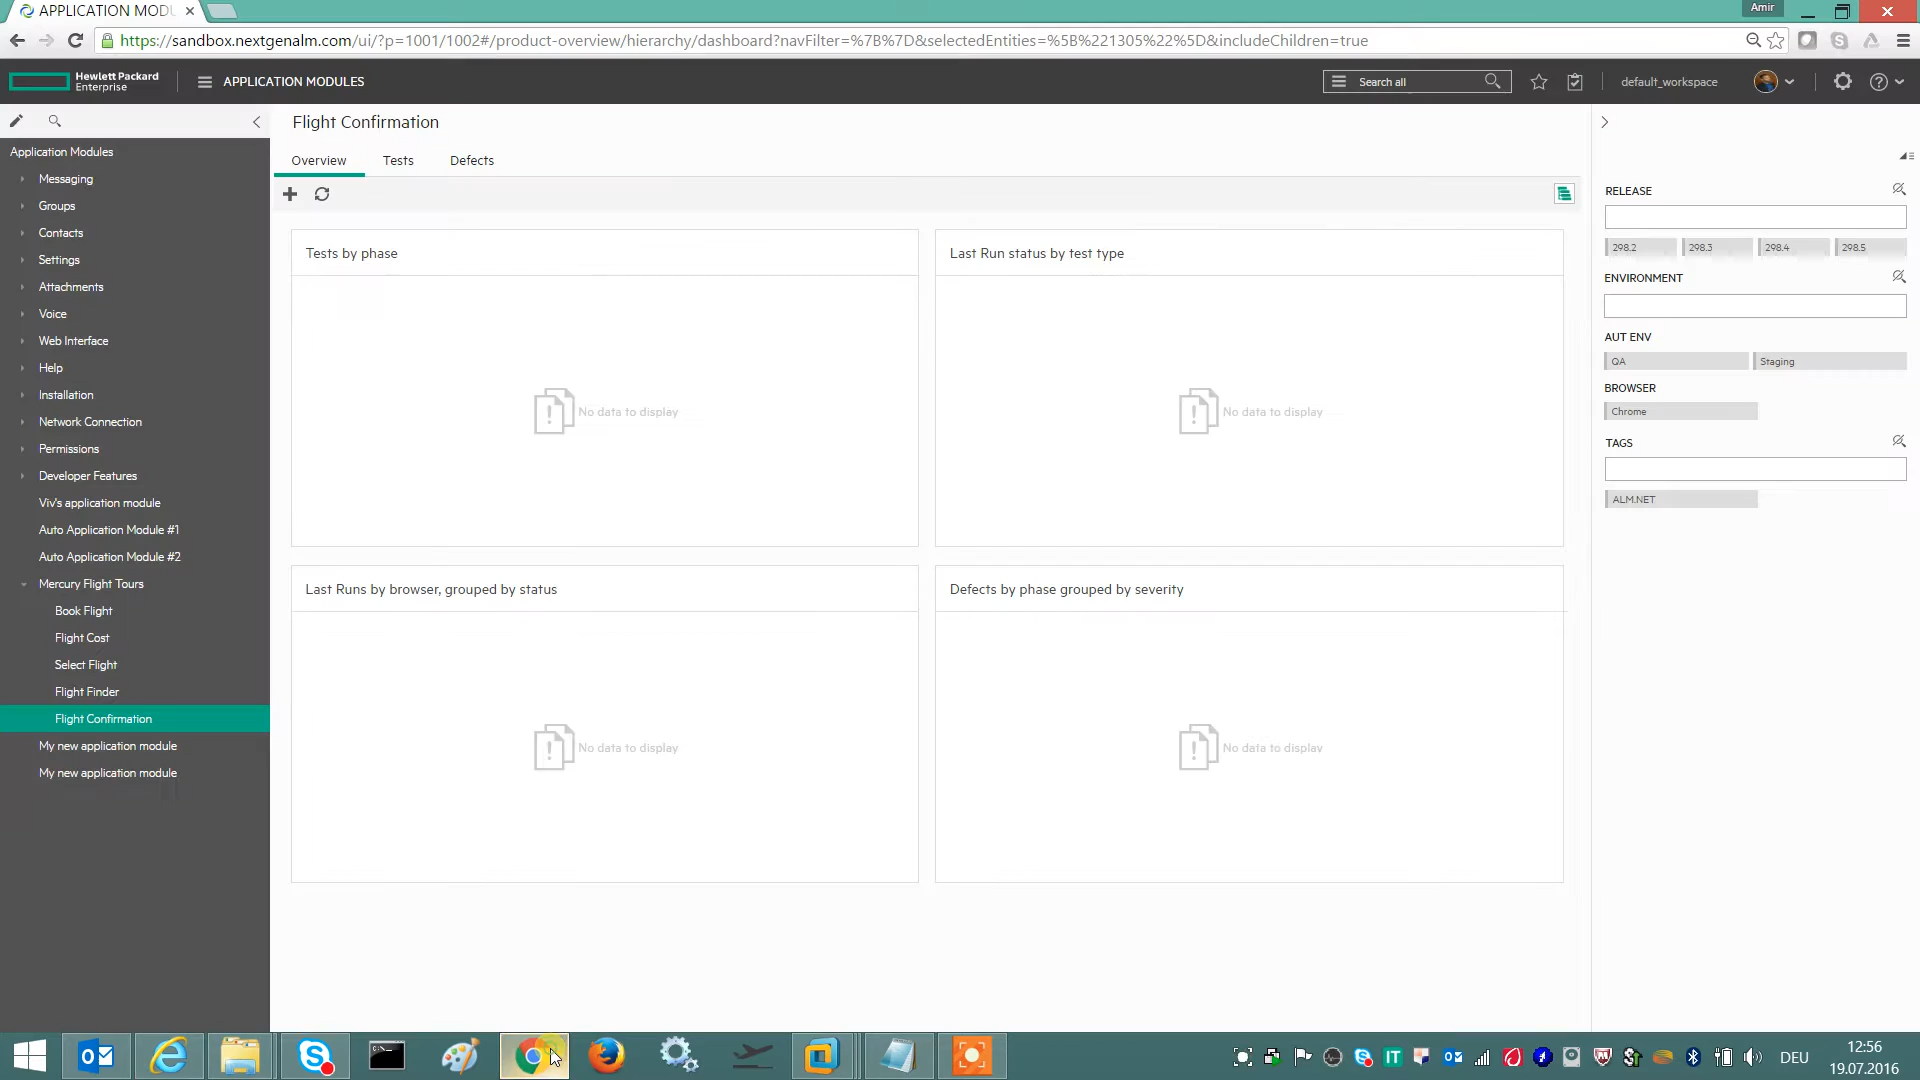 APPLICATION MODU
Amir
https://sandbox.nextgenalm.com/ui/?p=1001/1002#/product-overview/hierarchy/dashboard?navFilter=%7B%7D&selectedEntities=%5B%221305%22%5D&includeChildren=true
Hewlett Packard
Enterprise
APPLICATION MODULES
Search all
default_workspace
Flight Confirmation
Application Modules
Messaging
Groups
Contacts
Settings
Attachments
Voice
Web Interface
Help
Installation
Network Connection
Permissions
Developer Features
Viv's application module
Auto Application Module #1
Auto Application Module #2
Mercury Flight Tours
Book Flight
Flight Cost
Select Flight
Flight Finder
Flight Confirmation
My new application module
My new application module
Overview Tests Defects
Tests by phase
No data to display
Last Run status by test type
No data to display
Last Runs by browser, grouped by status
No data to display
Defects by phase grouped by severity
No data to display
RELEASE
298.2 298.3 298.4 298.5
ENVIRONMENT
AUT ENV
QA Staging
BROWSER
Chrome
TAGS
ALM.NET
DEU
12:56
19.07.2016